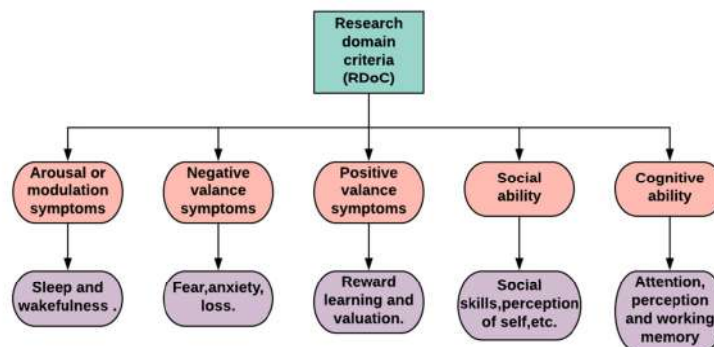 Research
domain
criteria
(RDoC)
Arousal or
modulation
symptoms
Negative
valance
symptoms
Positive
valance
symptoms
Social
ability
Cognitive
ability
Sleep and
wakefulness .
Fear,anxiety,
loss.
Reward
learning and
valuation.
Social
skills,perception
of self,etc.
Attention,
perception
and working
memory